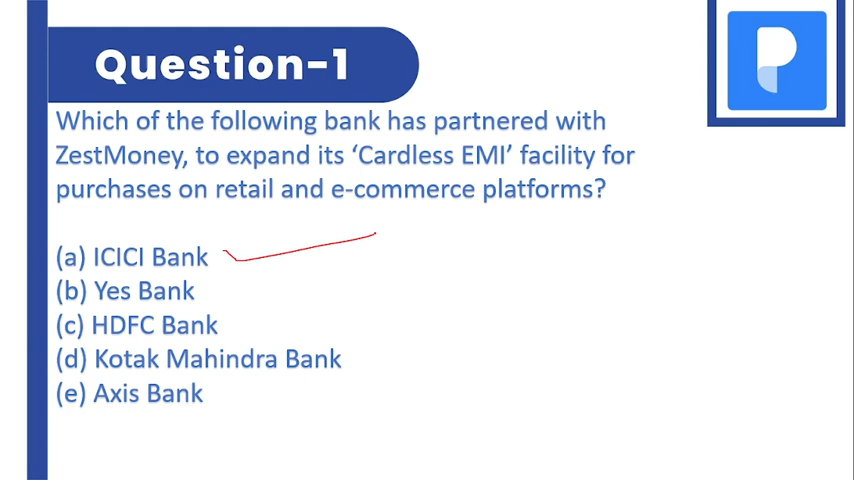 Question-1
Which of the following bank has partnered with
ZestMoney, to expand its ‘Cardless EMI’ facility for
purchases on retail and e-commerce platforms?
(a) ICICI Bank
(b) Yes Bank
(c) HDFC Bank
(d) Kotak Mahindra Bank
(e) Axis Bank